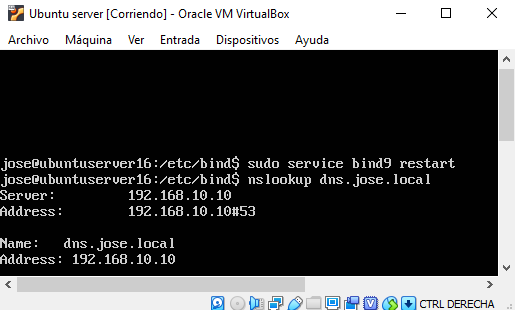 Ubuntu server [Corriendo] - Oracle VM VirtualBox
Archivo Máquina Ver Entrada Dispositivos Ayuda
jose@ubuntuserver16:/etc/bind$ sudo service bind9 restart
jose@ubuntuserver16:/etc/bind$ nslookup dns.jose.local
Server: 192.168.10.10
Address: 192.168.10.10#53
Name: dns.jose.local
Address: 192.168.10.10
CTRL DERECHA